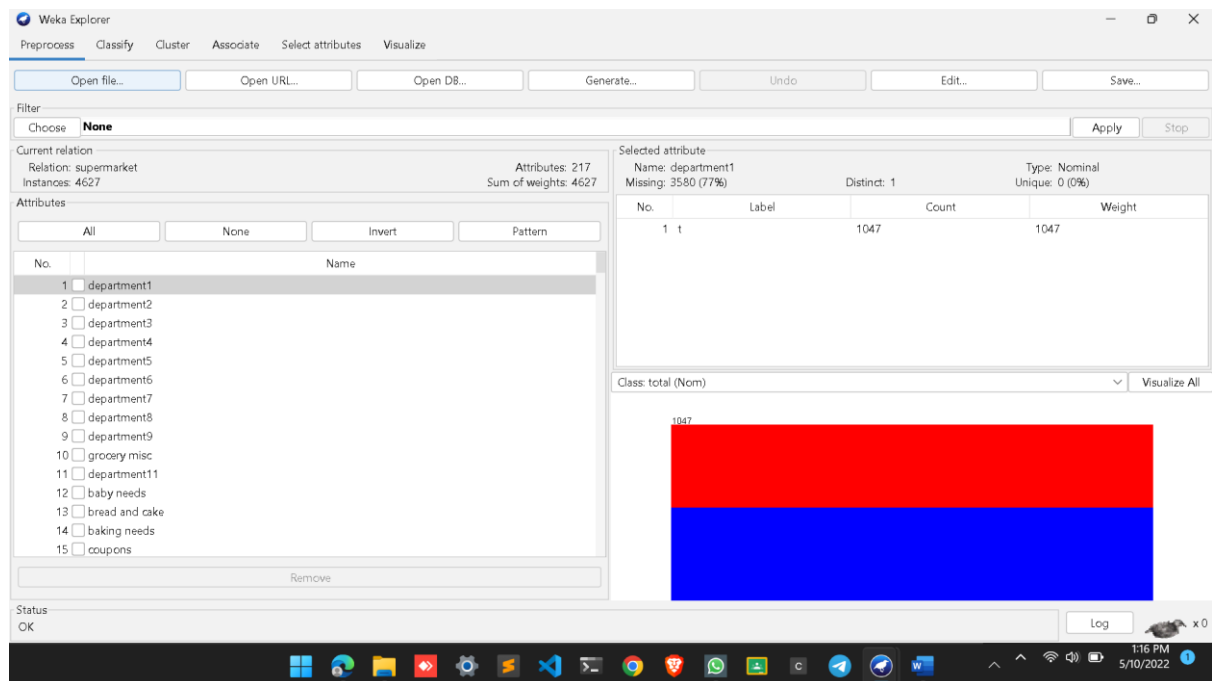 Weka Explorer
Preprocess Classify Cluster Associate Select attributes Visualize
Open file... Open URL... Open DB... Generate... Undo Edit... Save...
Filter
Choose None Apply Stop
Current relation
Relation: supermarket Attributes: 217
Instances: 4627 Sum of weights: 4627
Attributes
All None Invert Pattern
No. Name
1 department1
2 department2
3 department3
4 department4
5 department5
6 department6
7 department7
8 department8
9 department9
10 grocery misc
11 department11
12 baby needs
13 bread and cake
14 baking needs
15 coupons
Remove
Selected attribute
Name: department1 Type: Nominal
Missing: 3580 (77%) Distinct: 1 Unique: 0 (0%)
No. Label Count Weight
1 t 1047 1047
Class: total (Nom) Visualize All
1047
Status
OK Log x 0
C W 1:16 PM
5/10/2022 1